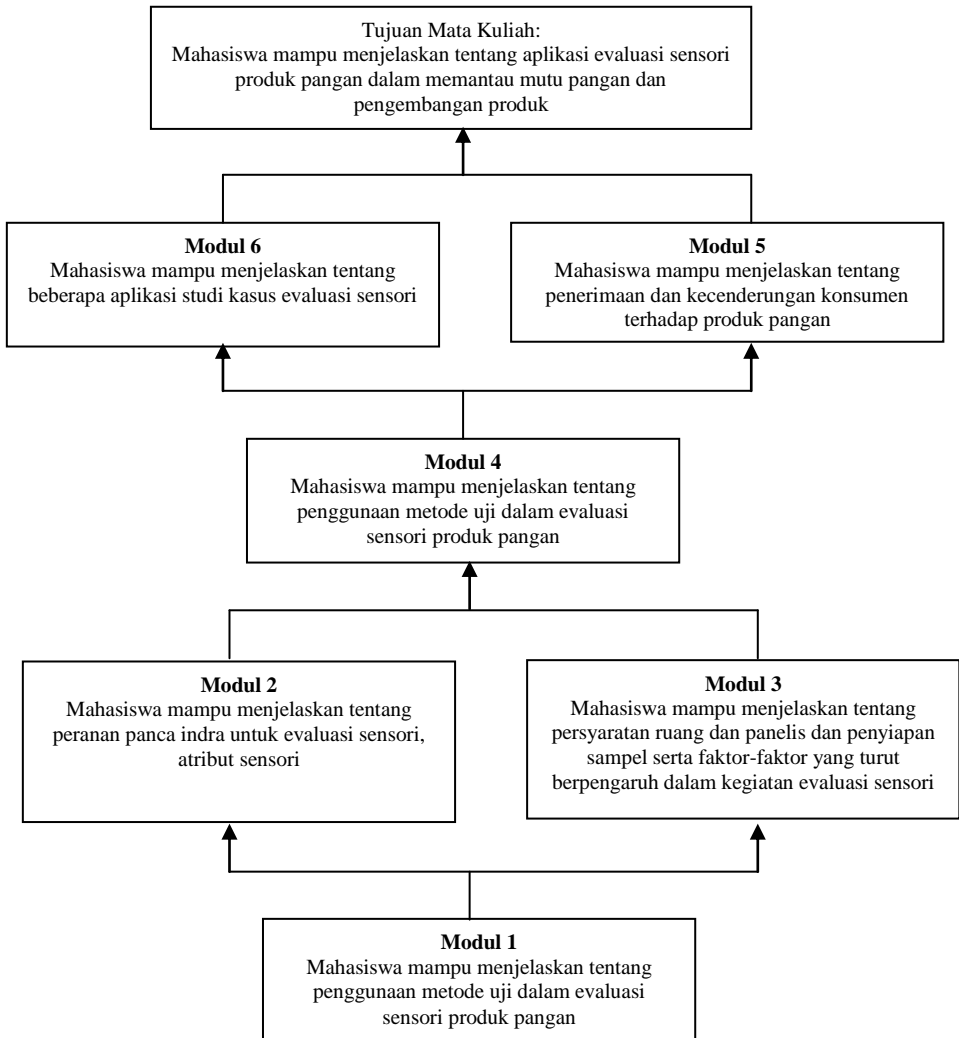 Tujuan Mata Kuliah:
Mahasiswa mampu menjelaskan tentang aplikasi evaluasi sensori
produk pangan dalam memantau mutu pangan dan
pengembangan produk
Modul 6
Mahasiswa mampu menjelaskan tentang
beberapa aplikasi studi kasus evaluasi sensori
Modul 5
Mahasiswa mampu menjelaskan tentang
penerimaan dan kecenderungan konsumen
terhadap produk pangan
Modul 4
Mahasiswa mampu menjelaskan tentang
penggunaan metode uji dalam evaluasi
sensori produk pangan
Modul 2
Mahasiswa mampu menjelaskan tentang
peranan panca indra untuk evaluasi sensori,
atribut sensori
Modul 3
Mahasiswa mampu menjelaskan tentang
persyaratan ruang dan panelis dan penyiapan
sampel serta faktor-faktor yang turut
berpengaruh dalam kegiatan evaluasi sensori
Modul 1
Mahasiswa mampu menjelaskan tentang
penggunaan metode uji dalam evaluasi
sensori produk pangan